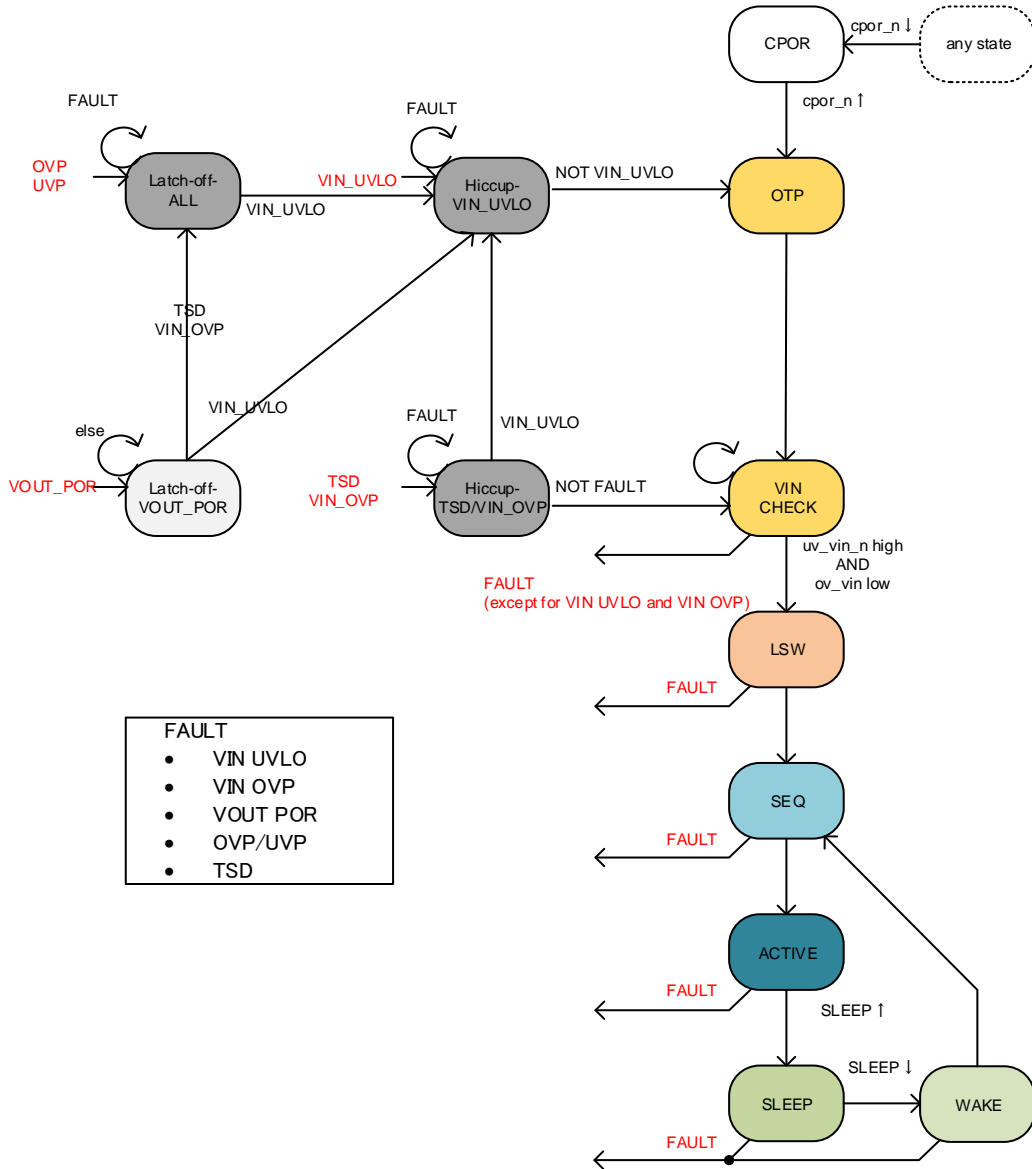 cpor_n ↓
CPOR
any state
cpor_n ↑
FAULT
FAULT
OVP
UVP
Latch-off-
ALL
VIN_UVLO
VIN_UVLO
Hiccup-
VIN_UVLO
NOT VIN_UVLO
OTP
TSD
VIN_OVP
VIN_UVLO
else
VOUT_POR
Latch-off-
VOUT_POR
FAULT
VIN_UVLO
TSD
VIN_OVP
Hiccup-
TSD/VIN_OVP
NOT FAULT
VIN
CHECK
uv_vin_n high
AND
ov_vin low
FAULT
(except for VIN UVLO and VIN OVP)
LSW
FAULT
FAULT
• VIN UVLO
• VIN OVP
• VOUT POR
• OVP/UVP
• TSD
SEQ
FAULT
ACTIVE
FAULT
SLEEP ↑
SLEEP ↓
SLEEP
WAKE
FAULT